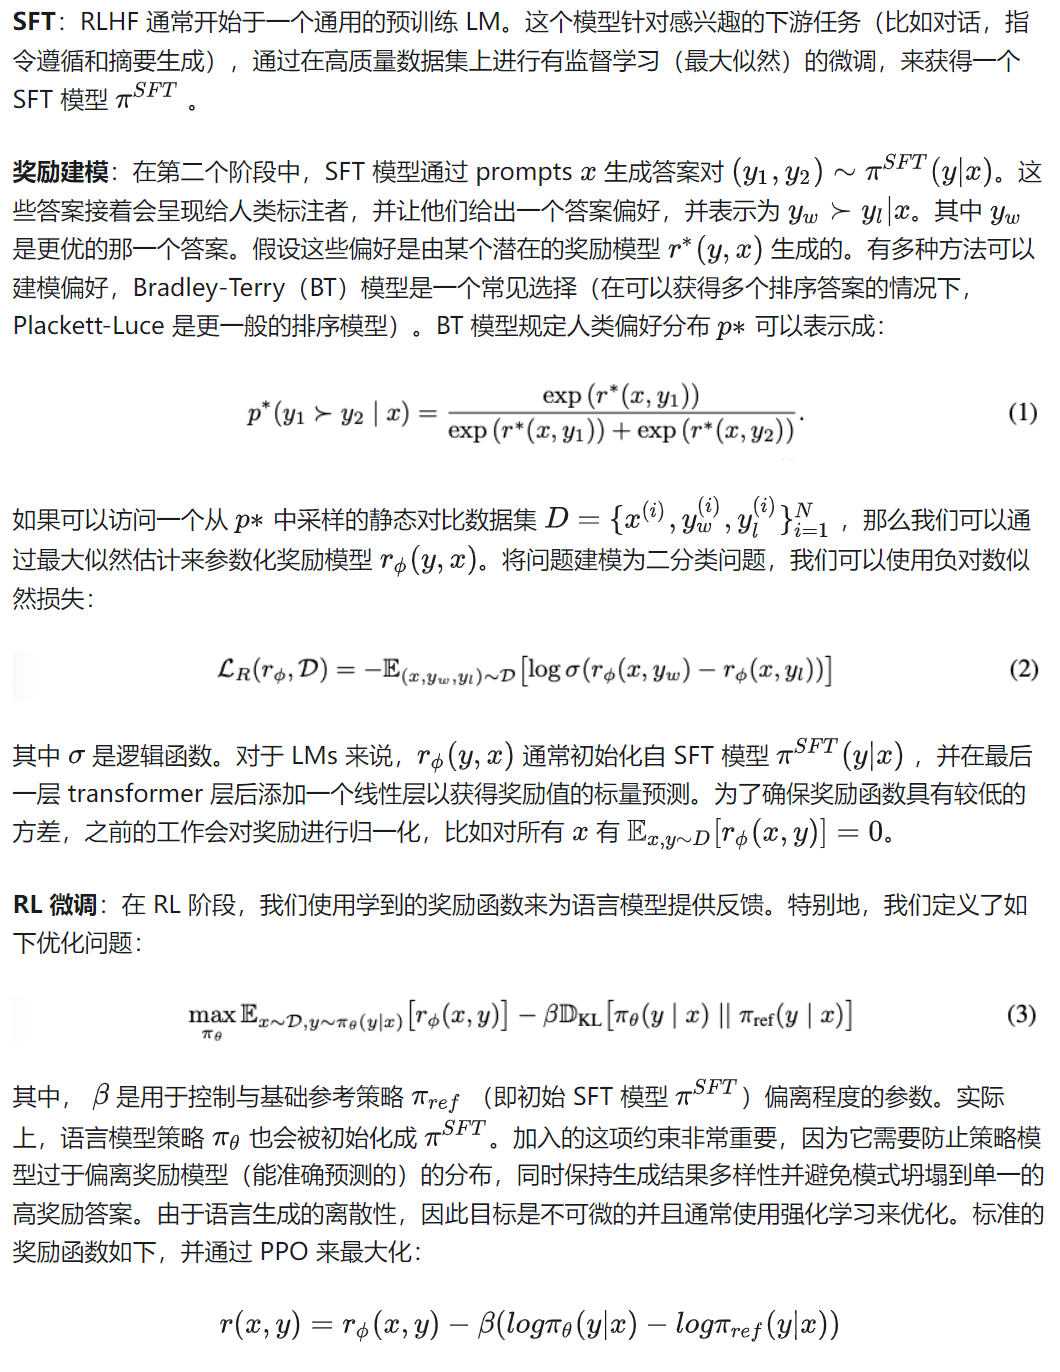 SFT：RLHF 通常开始于一个通用的预训练 LM。这个模型针对感兴趣的下游任务（比如对话，指
令遵循和摘要生成），通过在高质量数据集上进行有监督学习（最大似然）的微调，来获得一个
SFT 模型 $\pi^{SFT}$ 。
奖励建模：在第二个阶段中，SFT 模型通过 prompts $x$ 生成答案对 $(y_1, y_2) \sim \pi^{SFT}(y|x)$。这
些答案接着会呈现给人类标注者，并让他们给出一个答案偏好，并表示为 $y_w \succ y_l|x$。其中 $y_w$
是更优的那一个答案。假设这些偏好是由某个潜在的奖励模型 $r^*(y, x)$ 生成的。有多种方法可以
建模偏好，Bradley-Terry（BT）模型是一个常见选择（在可以获得多个排序答案的情况下，
Plackett-Luce 是更一般的排序模型）。BT 模型规定人类偏好分布 $p*$ 可以表示成：
$p^*(y_1 \succ y_2 \mid x) = \frac{\exp(r^*(x, y_1))}{\exp(r^*(x, y_1)) + \exp(r^*(x, y_2))}.$ (1)
如果可以访问一个从 $p*$ 中采样的静态对比数据集 $D = \{x^{(i)}, y_w^{(i)}, y_l^{(i)}\}_{i=1}^N$ ，那么我们可以通
过最大似然估计来参数化奖励模型 $r_\phi(y, x)$。将问题建模为二分类问题，我们可以使用负对数似
然损失：
$\mathcal{L}_R(r_\phi, \mathcal{D}) = -\mathbb{E}_{(x, y_w, y_l) \sim \mathcal{D}}[\log \sigma(r_\phi(x, y_w) - r_\phi(x, y_l))]$ (2)
其中 $\sigma$ 是逻辑函数。对于 LMs 来说，$r_\phi(y, x)$ 通常初始化自 SFT 模型 $\pi^{SFT}(y|x)$ ，并在最后
一层 transformer 层后添加一个线性层以获得奖励值的标量预测。为了确保奖励函数具有较低的
方差，之前的工作会对奖励进行归一化，比如对所有 $x$ 有 $\mathbb{E}_{x, y \sim D}[r_\phi(x, y)] = 0$。
RL 微调：在 RL 阶段，我们使用学到的奖励函数来为语言模型提供反馈。特别地，我们定义了如
下优化问题：
$\max_{\pi_\theta} \mathbb{E}_{x \sim \mathcal{D}, y \sim \pi_\theta(y|x)}[r_\phi(x, y)] - \beta \mathbb{D}_{\mathrm{KL}}[\pi_\theta(y \mid x) \mid\mid \pi_{\mathrm{ref}}(y \mid x)]$ (3)
其中， $\beta$ 是用于控制与基础参考策略 $\pi_{ref}$ （即初始 SFT 模型 $\pi^{SFT}$ ）偏离程度的参数。实际
上，语言模型策略 $\pi_\theta$ 也会被初始化成 $\pi^{SFT}$。加入的这项约束非常重要，因为它需要防止策略模
型过于偏离奖励模型（能准确预测的）的分布，同时保持生成结果多样性并避免模式坍塌到单一的
高奖励答案。由于语言生成的离散性，因此目标是不可微的并且通常使用强化学习来优化。标准的
奖励函数如下，并通过 PPO 来最大化：
$r(x, y) = r_\phi(x, y) - \beta(log\pi_\theta(y|x) - log\pi_{ref}(y|x))$